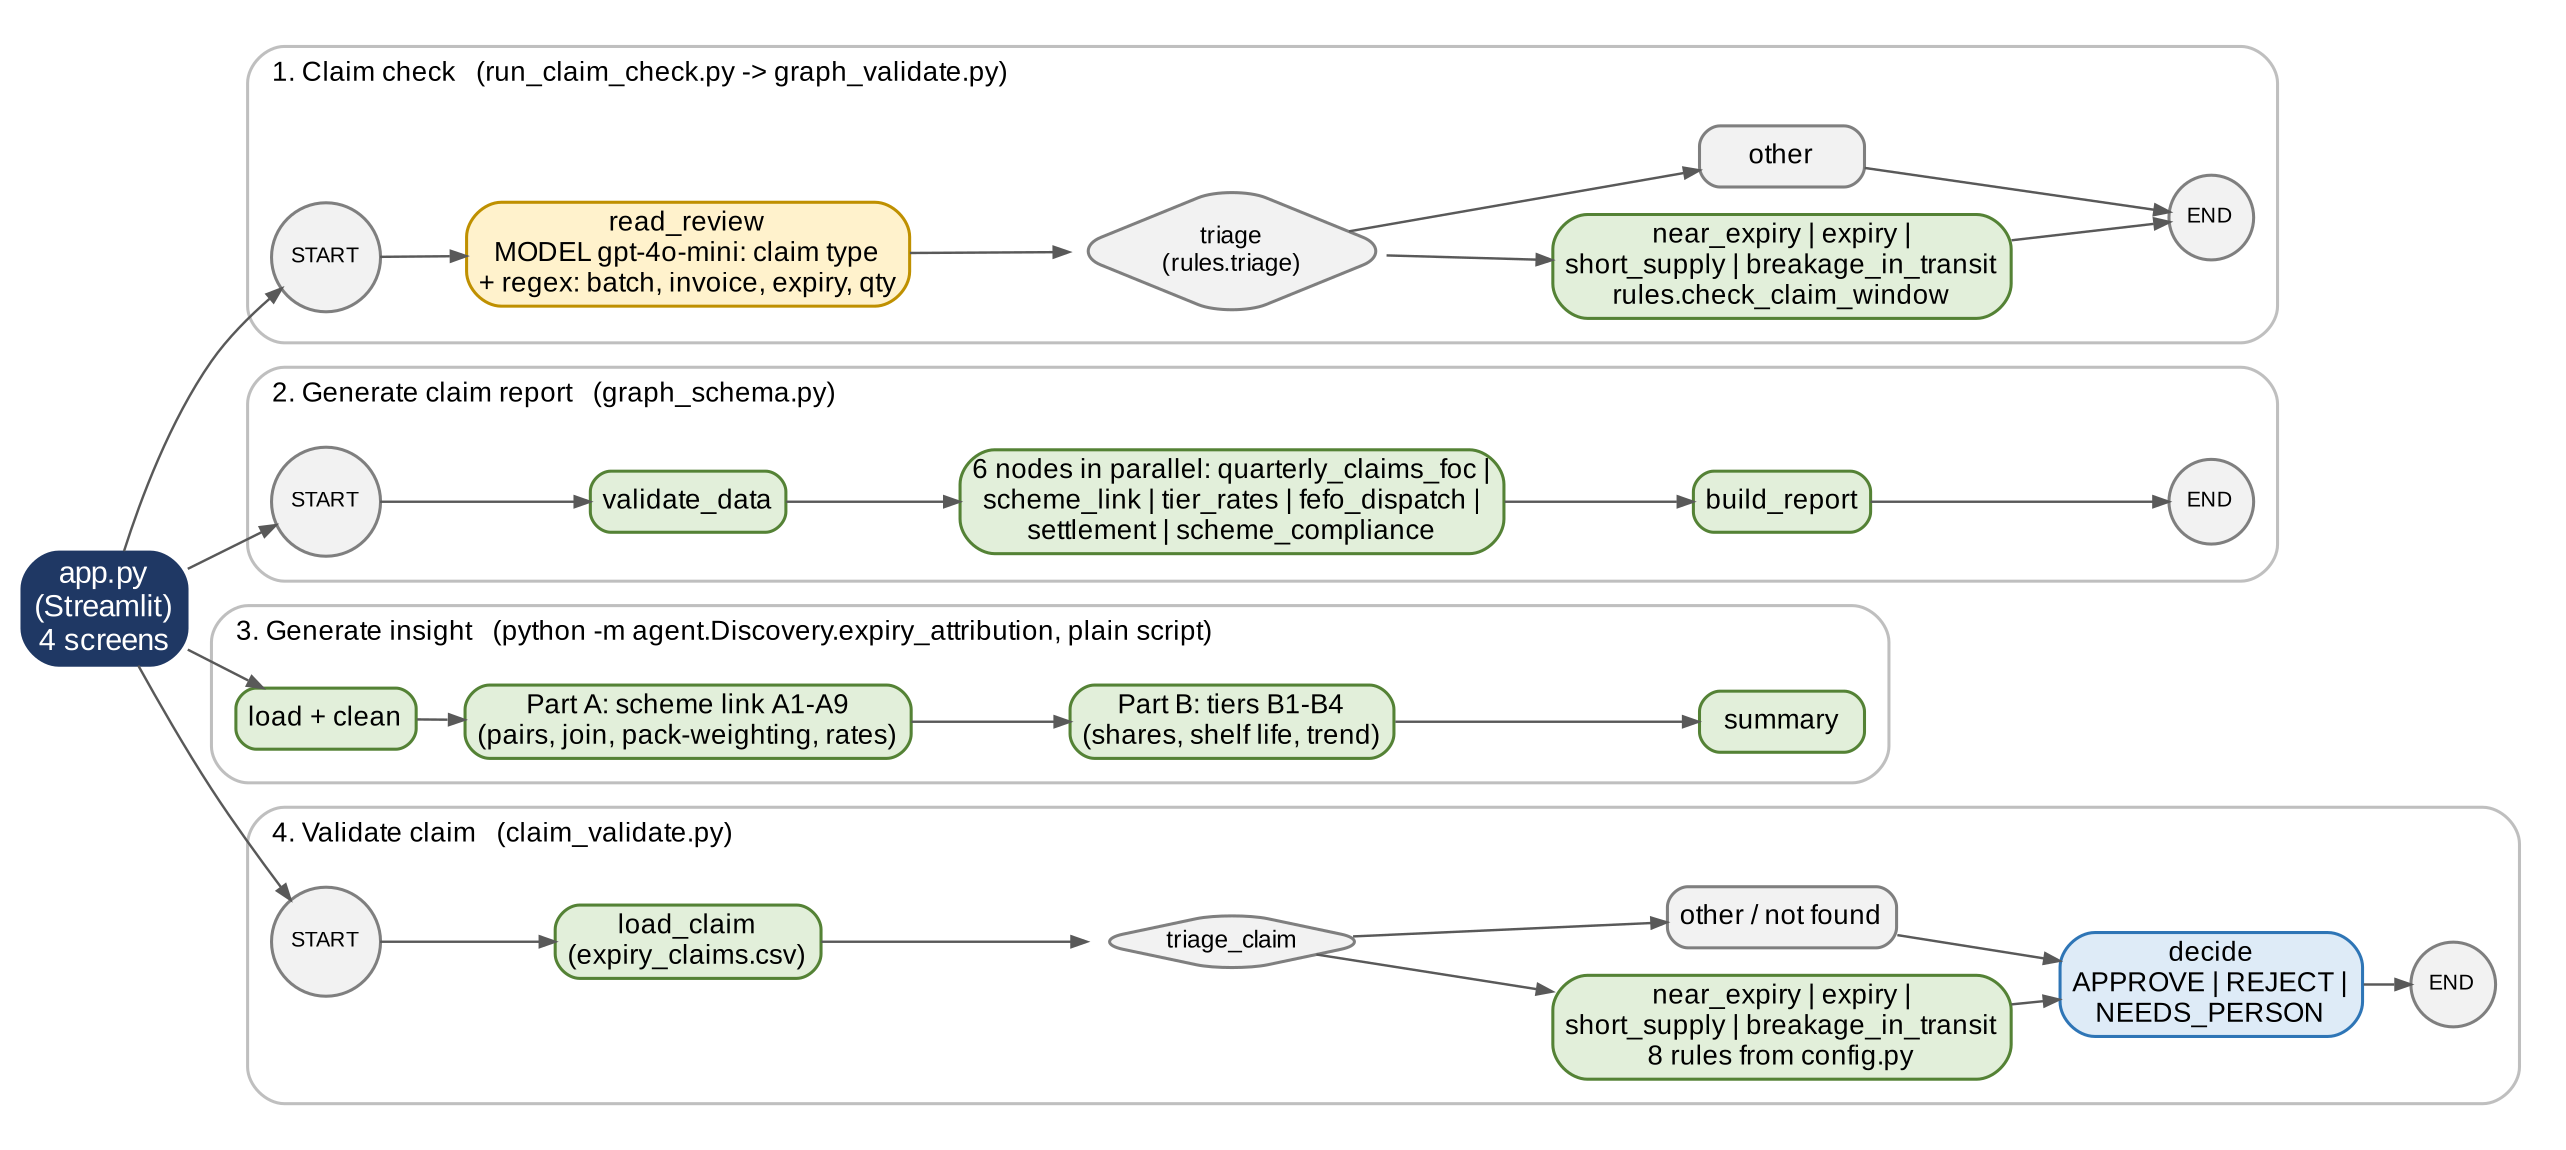 1. Claim check   (run_claim_check.py -> graph_validate.py)
START
read_review
MODEL gpt-4o-mini: claim type
+ regex: batch, invoice, expiry, qty
triage
(rules.triage)
other
near_expiry | expiry |
short_supply | breakage_in_transit
rules.check_claim_window
END
2. Generate claim report   (graph_schema.py)
START
validate_data
6 nodes in parallel: quarterly_claims_foc |
scheme_link | tier_rates | fefo_dispatch |
settlement | scheme_compliance
build_report
END
app.py
(Streamlit)
4 screens
3. Generate insight   (python -m agent.Discovery.expiry_attribution, plain script)
load + clean
Part A: scheme link A1-A9
(pairs, join, pack-weighting, rates)
Part B: tiers B1-B4
(shares, shelf life, trend)
summary
4. Validate claim   (claim_validate.py)
START
load_claim
(expiry_claims.csv)
triage_claim
other / not found
near_expiry | expiry |
short_supply | breakage_in_transit
8 rules from config.py
decide
APPROVE | REJECT |
NEEDS_PERSON
END